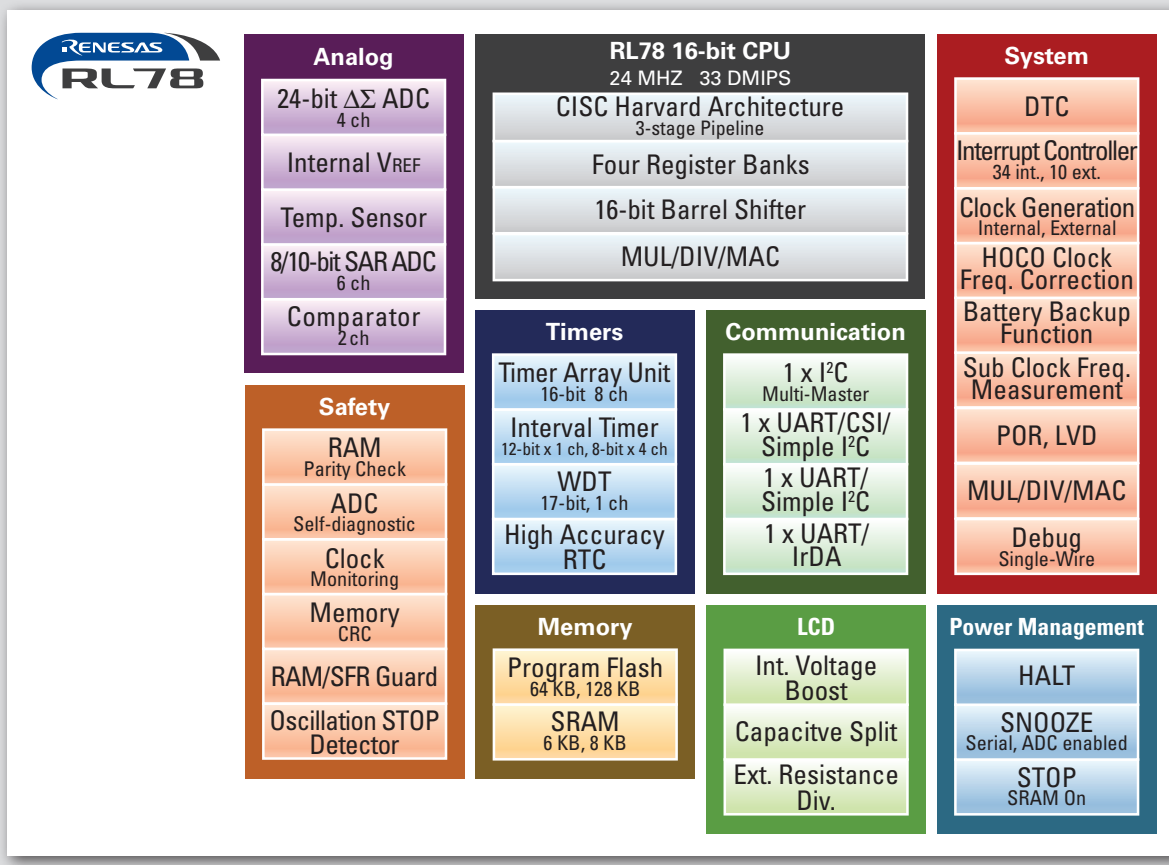 RENESAS
RL78
Analog
24-bit ΔΣ ADC
4 ch
Internal VREF
Temp. Sensor
8/10-bit SAR ADC
6 ch
Comparator
2 ch
RL78 16-bit CPU
24 MHZ 33 DMIPS
CISC Harvard Architecture
3-stage Pipeline
Four Register Banks
16-bit Barrel Shifter
MUL/DIV/MAC
System
DTC
Interrupt Controller
34 int., 10 ext.
Clock Generation
Internal, External
HOCO Clock
Freq. Correction
Battery Backup
Function
Sub Clock Freq.
Measurement
POR, LVD
MUL/DIV/MAC
Debug
Single-Wire
Timers
Timer Array Unit
16-bit 8 ch
Interval Timer
12-bit x 1 ch, 8-bit x 4 ch
WDT
17-bit, 1 ch
High Accuracy
RTC
Communication
1 x I²C
Multi-Master
1 x UART/CSI/
Simple I²C
1 x UART/
Simple I²C
1 x UART/
IrDA
Safety
RAM
Parity Check
ADC
Self-diagnostic
Clock
Monitoring
Memory
CRC
RAM/SFR Guard
Oscillation STOP
Detector
Memory
Program Flash
64 KB, 128 KB
SRAM
6 KB, 8 KB
LCD
Int. Voltage
Boost
Capacitve Split
Ext. Resistance
Div.
Power Management
HALT
SNOOZE
Serial, ADC enabled
STOP
SRAM On